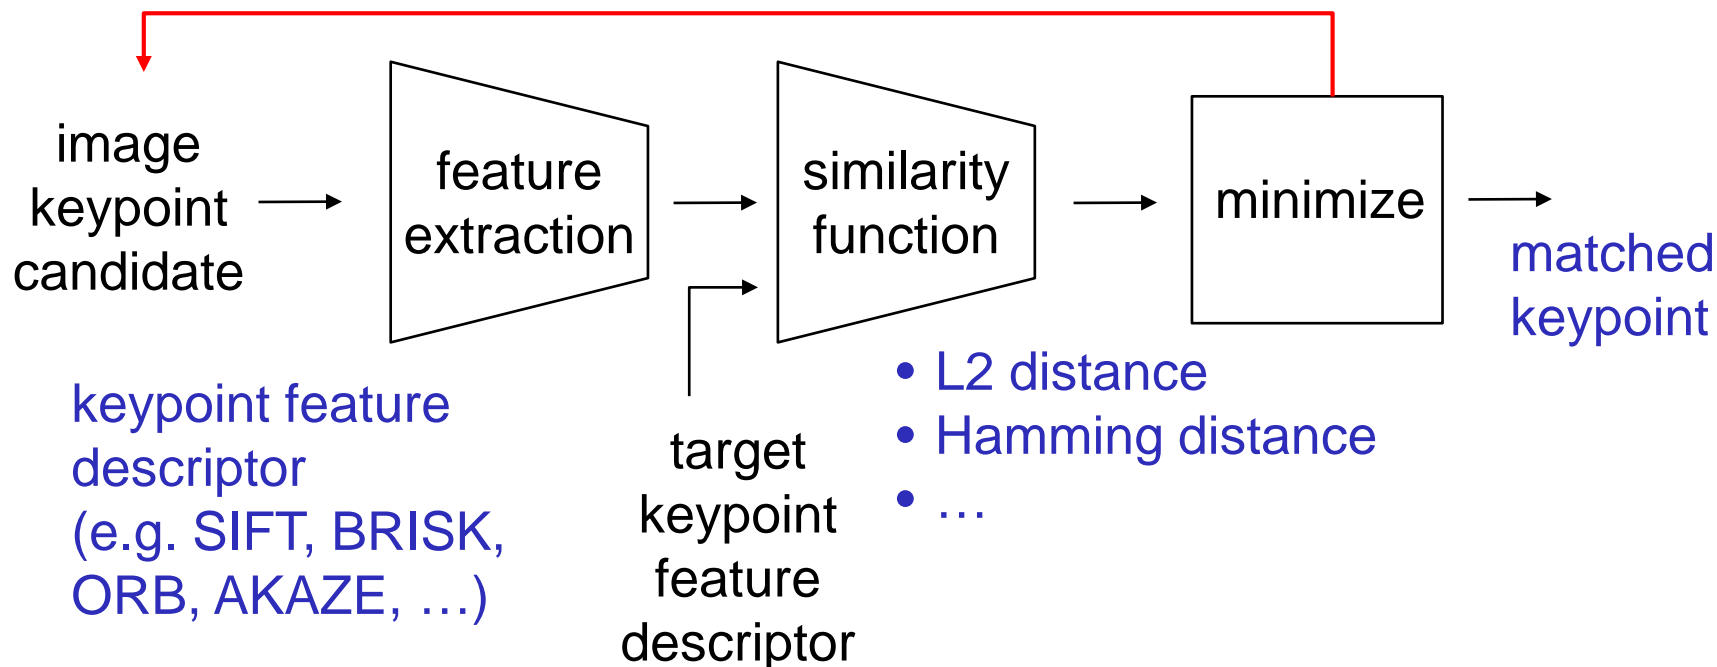 image
keypoint
candidate
feature
extraction
similarity
function
minimize
matched
keypoint
keypoint feature
descriptor
(e.g. SIFT, BRISK,
ORB, AKAZE, …)
target
keypoint
feature
descriptor
• L2 distance
• Hamming distance
• …